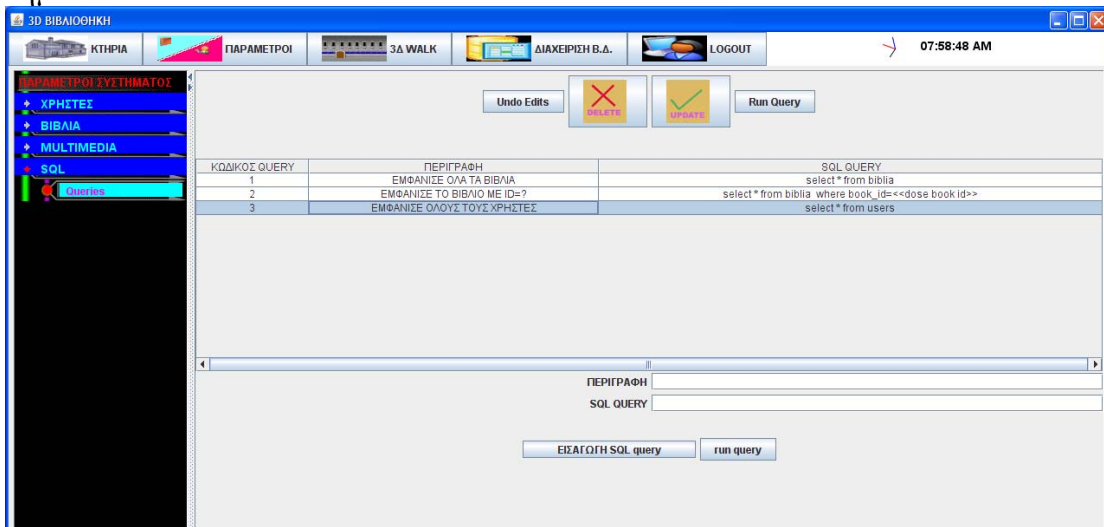 3D ΒΙΒΛΙΟΘΗΚΗ
ΚΤΗΡΙΑ ΠΑΡΑΜΕΤΡΟΙ 3Δ WALK ΔΙΑΧΕΙΡΙΣΗ Β.Δ. LOGOUT 07:58:48 AM
ΠΑΡΑΜΕΤΡΟΙ ΣΥΣΤΗΜΑΤΟΣ
ΧΡΗΣΤΕΣ
ΒΙΒΛΙΑ
MULTIMEDIA
SQL
Queries
Undo Edits DELETE UPDATE Run Query
ΚΩΔΙΚΟΣ QUERY ΠΕΡΙΓΡΑΦΗ SQL QUERY
1 ΕΜΦΑΝΙΣΕ ΟΛΑ ΤΑ ΒΙΒΛΙΑ select * from biblia
2 ΕΜΦΑΝΙΣΕ ΤΟ ΒΙΒΛΙΟ ΜΕ ID=? select * from biblia where book_id=<<dose book id>>
3 ΕΜΦΑΝΙΣΕ ΟΛΟΥΣ ΤΟΥΣ ΧΡΗΣΤΕΣ select * from users
ΠΕΡΙΓΡΑΦΗ
SQL QUERY
ΕΙΣΑΓΩΓΗ SQL query run query